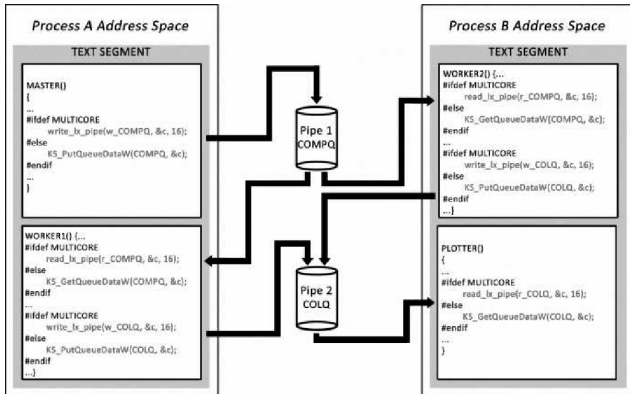 Process A Address Space
TEXT SEGMENT
MASTER()
{
...
#ifdef MULTICORE
write_lx_pipe(w_COMPQ, &c, 16);
#else
KS_PutQueueDataW(COMPQ, &c);
#endif
...
}
WORKER1() {...
#ifdef MULTICORE
read_lx_pipe(r_COMPQ, &c, 16);
#else
KS_GetQueueDataW(COMPQ, &c);
#endif
...
#ifdef MULTICORE
write_lx_pipe(w_COLQ, &c, 16);
#else
KS_PutQueueDataW(COLQ, &c);
#endif
...}
Pipe 1
COMPQ
Pipe 2
COLQ
Process B Address Space
TEXT SEGMENT
WORKER2() {...
#ifdef MULTICORE
read_lx_pipe(r_COMPQ, &c, 16);
#else
KS_GetQueueDataW(COMPQ, &c);
#endif
...
#ifdef MULTICORE
write_lx_pipe(w_COLQ, &c, 16);
#else
KS_PutQueueDataW(COLQ, &c);
#endif
...}
PLOTTER()
{
...
#ifdef MULTICORE
read_lx_pipe(r_COLQ, &c, 16);
#else
KS_GetQueueDataW(COLQ, &c);
#endif
...
}